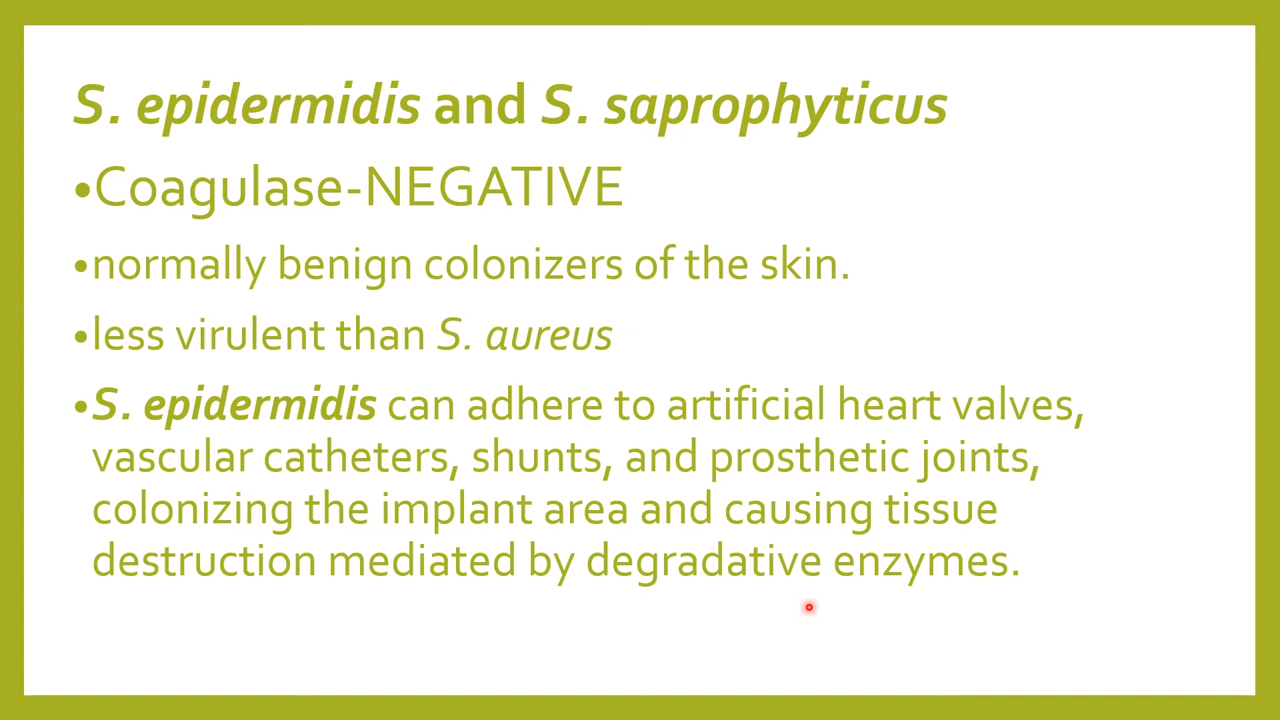 S. epidermidis and S. saprophyticus
•Coagulase-NEGATIVE
•normally benign colonizers of the skin.
•less virulent than S. aureus
•S. epidermidis can adhere to artificial heart valves,
vascular catheters, shunts, and prosthetic joints,
colonizing the implant area and causing tissue
destruction mediated by degradative enzymes.